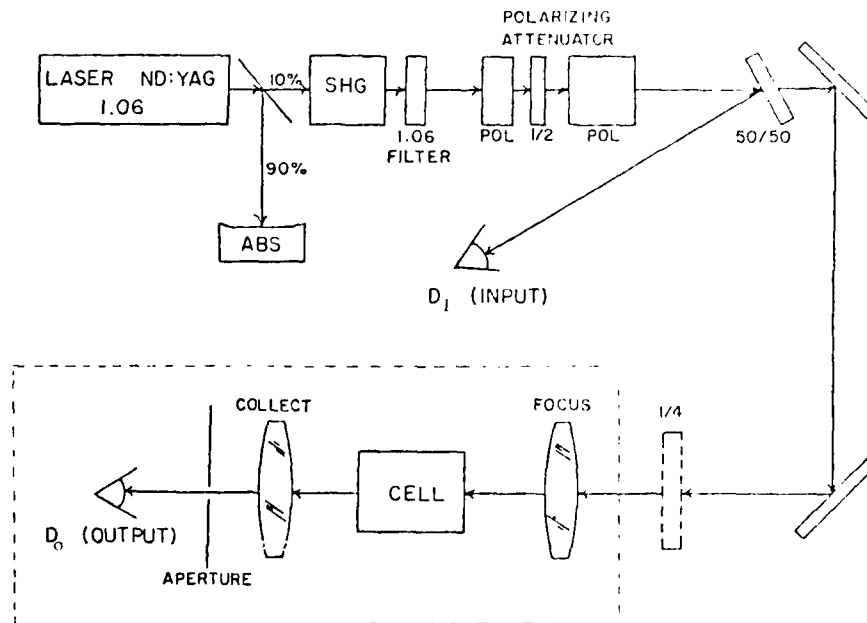 POLARIZING
ATTENUATOR
LASER ND:YAG
1.06
10%
SHG
POL
1/2
POL
1.06
FILTER
50/50
90%
ABS
D₁ (INPUT)
COLLECT
FOCUS
1/4
CELL
D₀ (OUTPUT)
APERTURE